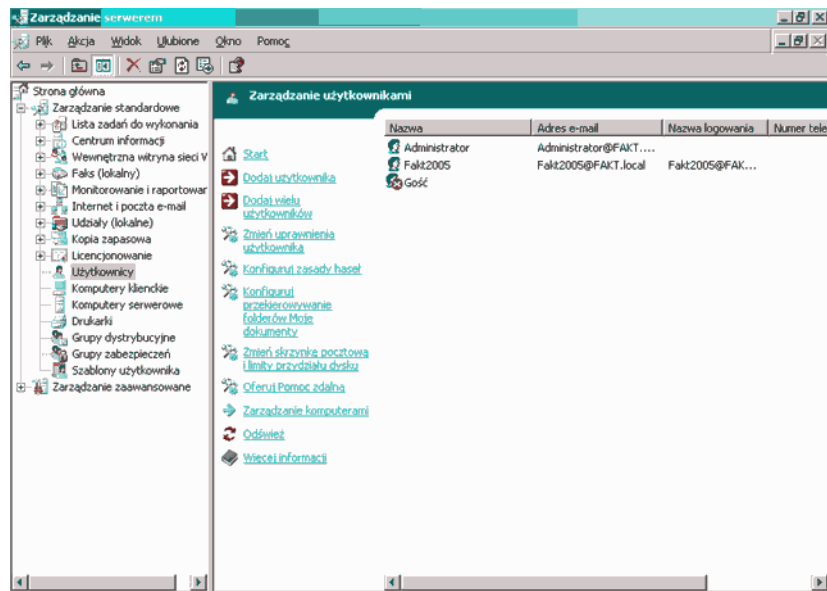 Zarządzanie serwerem
Plik Akcja Widok Ulubione Okno Pomoc
Strona główna
Zarządzanie standardowe
Lista zadań do wykonania
Centrum informacji
Wewnętrzna witryna sieci V
Faks (lokalny)
Monitorowanie i raportowar
Internet i poczta e-mail
Udziały (lokalne)
Kopia zapasowa
Licencjonowanie
Użytkownicy
Komputery klienckie
Komputery serwerowe
Drukarki
Grupy dystrybucyjne
Grupy zabezpieczeń
Szablony użytkownika
Zarządzanie zaawansowane
Zarządzanie użytkownikami
Start
Dodaj użytkownika
Dodaj wielu
użytkowników
Zmień uprawnienia
użytkownika
Konfiguruj zasady haseł
Konfiguruj
przekierowywanie
folderów Moje
dokumenty
Zmień skrzynkę pocztową
i limity przydziału dysku
Oferuj Pomoc zdalną
Zarządzanie komputerami
Odśwież
Więcej informacji
Nazwa Adres e-mail Nazwa logowania Numer tele
Administrator Administrator@FAKT....
Fakt2005 Fakt2005@FAKT.local Fakt2005@FAK...
Gość